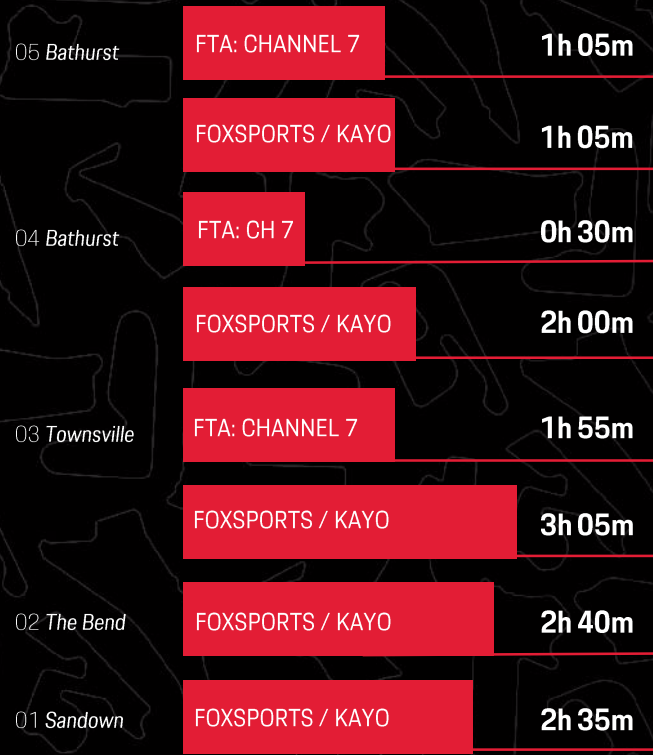 05 Bathurst
FTA: CHANNEL 7
1h 05m
FOXSPORTS / KAYO
1h 05m
04 Bathurst
FTA: CH 7
0h 30m
FOXSPORTS / KAYO
2h 00m
03 Townsville
FTA: CHANNEL 7
1h 55m
FOXSPORTS / KAYO
3h 05m
02 The Bend
FOXSPORTS / KAYO
2h 40m
01 Sandown
FOXSPORTS / KAYO
2h 35m